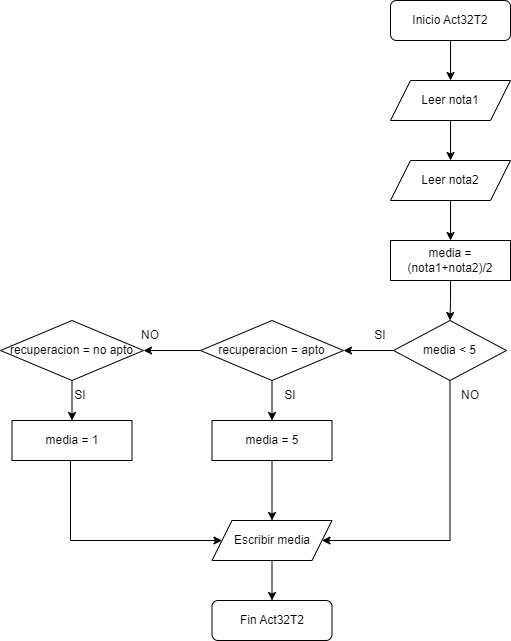 Inicio Act32T2
Leer nota1
Leer nota2
media =
(nota1+nota2)/2
media < 5
SI
NO
recuperacion = apto
NO
SI
recuperacion = no apto
SI
media = 1
media = 5
Escribir media
Fin Act32T2